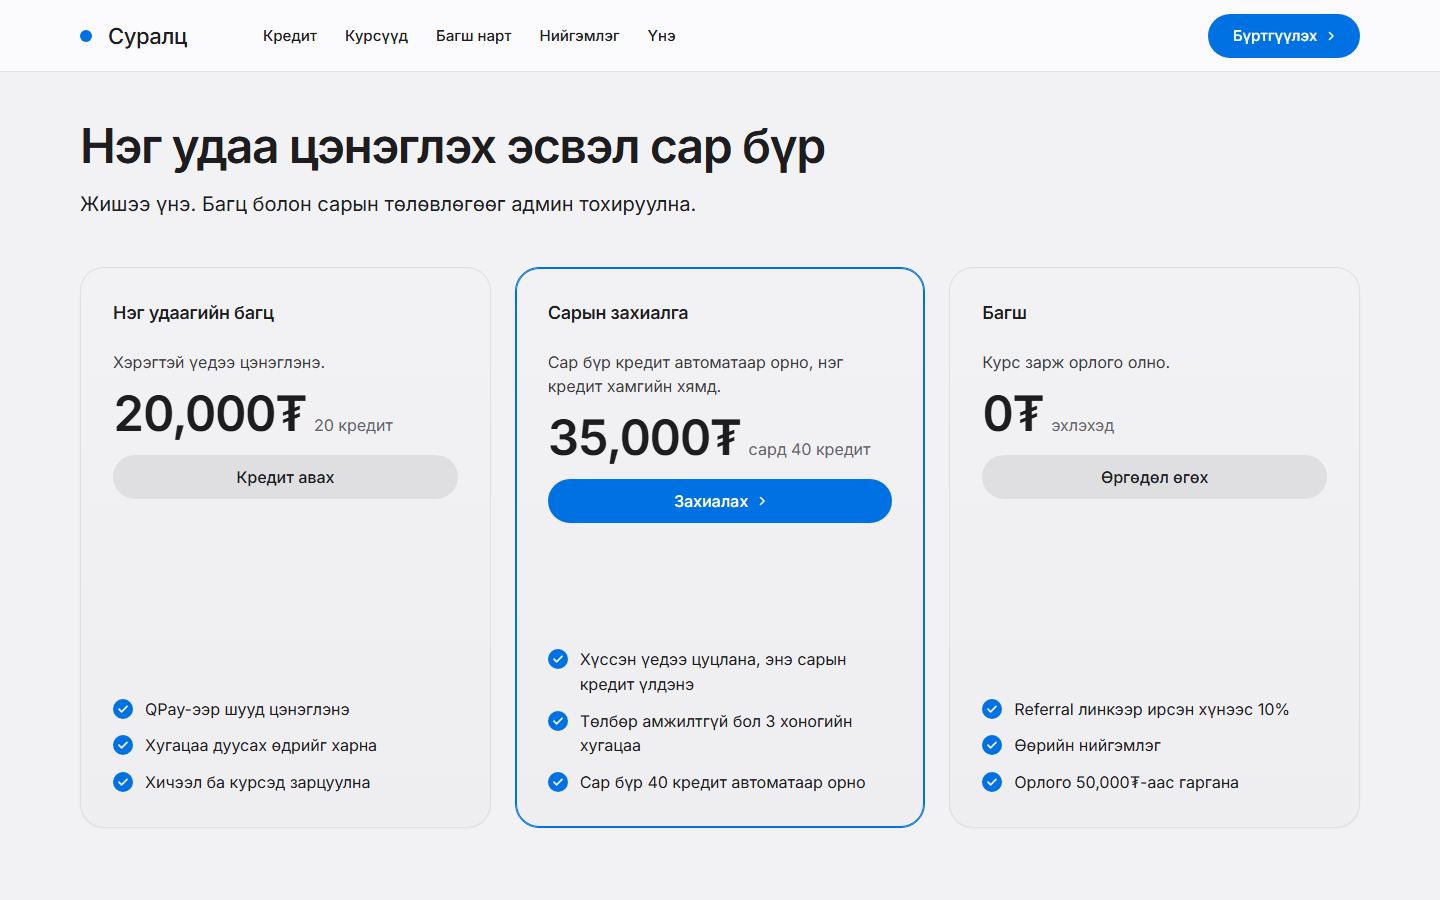 Суралц
Кредит
Курсүүд
Багш нарт
Нийгэмлэг
Үнэ
Бүртгүүлэх
Нэг удаа цэнэглэх эсвэл сар бүр
Жишээ үнэ. Багц болон сарын төлөвлөгөөг админ тохируулна.
Нэг удаагийн багц
Хэрэгтэй үедээ цэнэглэнэ.
20,000₮ 20 кредит
Кредит авах
QPay-ээр шууд цэнэглэнэ
Хугацаа дуусах өдрийг харна
Хичээл ба курсэд зарцуулна
Сарын захиалга
Сар бүр кредит автоматаар орно, нэг
кредит хамгийн хямд.
35,000₮ сард 40 кредит
Захиалах
Хүссэн үедээ цуцлана, энэ сарын
кредит үлдэнэ
Төлбөр амжилтгүй бол 3 хоногийн
хугацаа
Сар бүр 40 кредит автоматаар орно
Багш
Курс зарж орлого олно.
0₮ эхлэхэд
Өргөдөл өгөх
Referral линкээр ирсэн хүнээс 10%
Өөрийн нийгэмлэг
Орлого 50,000₮-аас гаргана